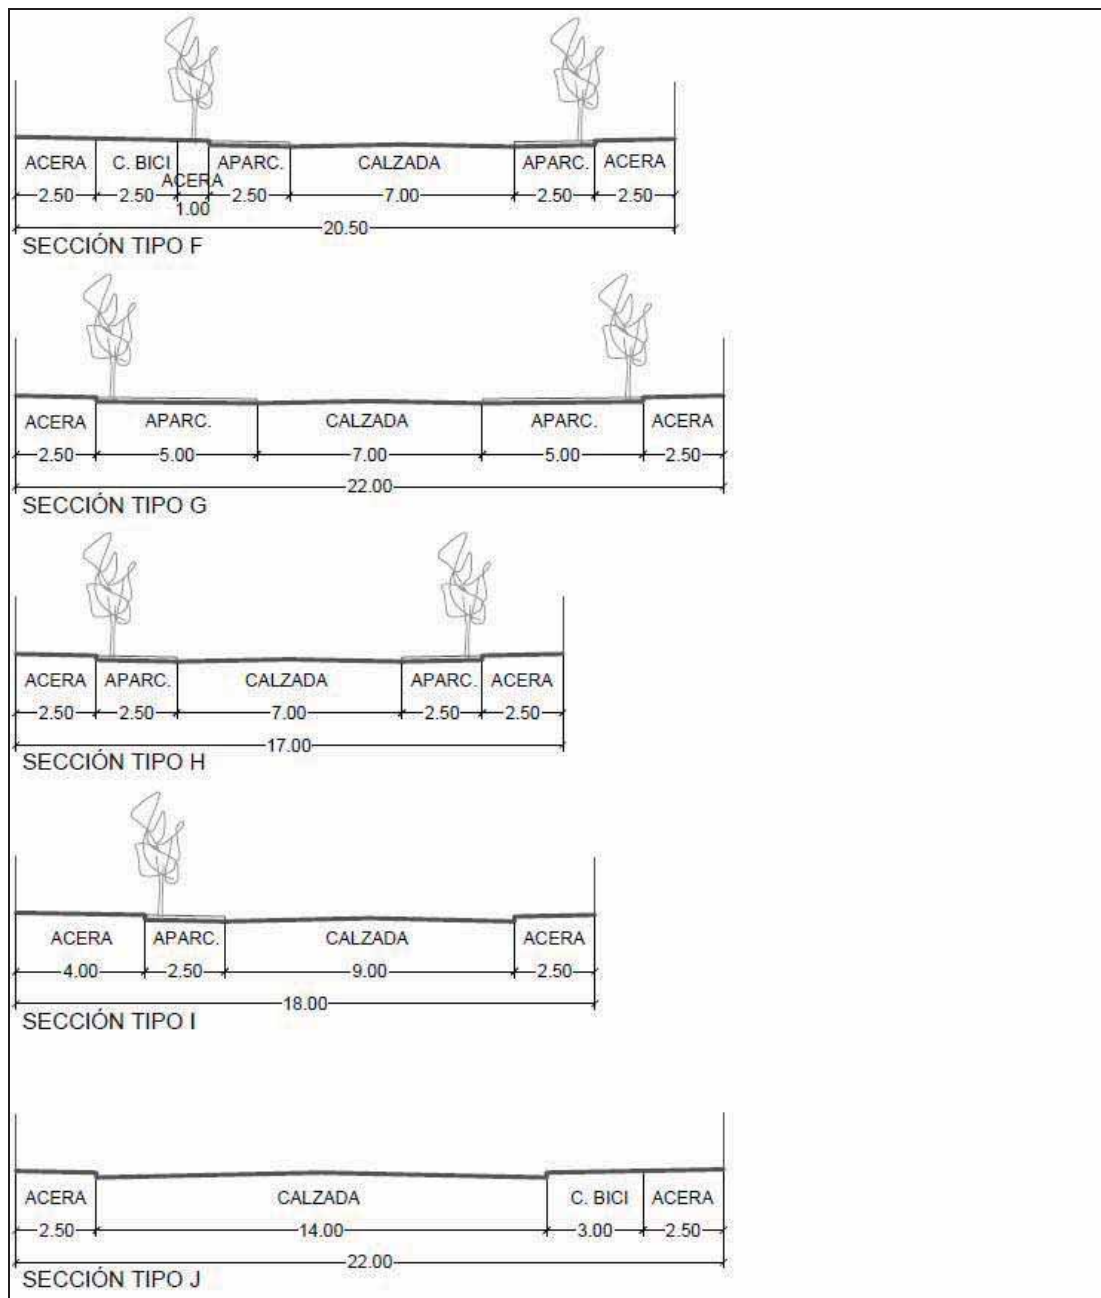 ACERA C. BICI APARC. CALZADA APARC. ACERA
ACERA
2.50 2.50 2.50 7.00 2.50 2.50
1.00
20.50
SECCIÓN TIPO F
ACERA APARC. CALZADA APARC. ACERA
2.50 5.00 7.00 5.00 2.50
22.00
SECCIÓN TIPO G
ACERA APARC. CALZADA APARC. ACERA
2.50 2.50 7.00 2.50 2.50
17.00
SECCIÓN TIPO H
ACERA APARC. CALZADA ACERA
4.00 2.50 9.00 2.50
18.00
SECCIÓN TIPO I
ACERA CALZADA C. BICI ACERA
2.50 14.00 3.00 2.50
22.00
SECCIÓN TIPO J